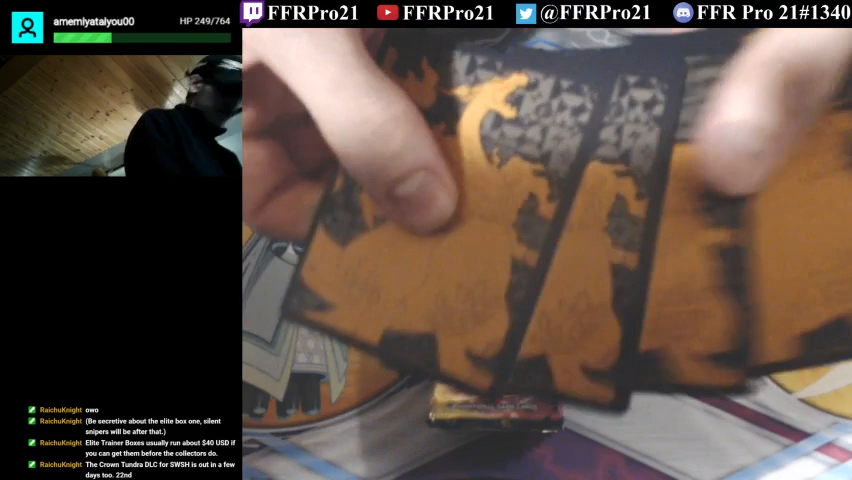 amemiyataiyou00 HP 249/764
FFRPro21 FFRPro21 @FFRPro21 FFR Pro 21#1340
RaichuKnight owo
RaichuKnight (Be secretive about the elite box one, silent
snipers will be after that.)
RaichuKnight Elite Trainer Boxes usually run about $40 USD if
you can get them before the collectors do.
RaichuKnight The Crown Tundra DLC for SWSH is out in a few
days too. 22nd